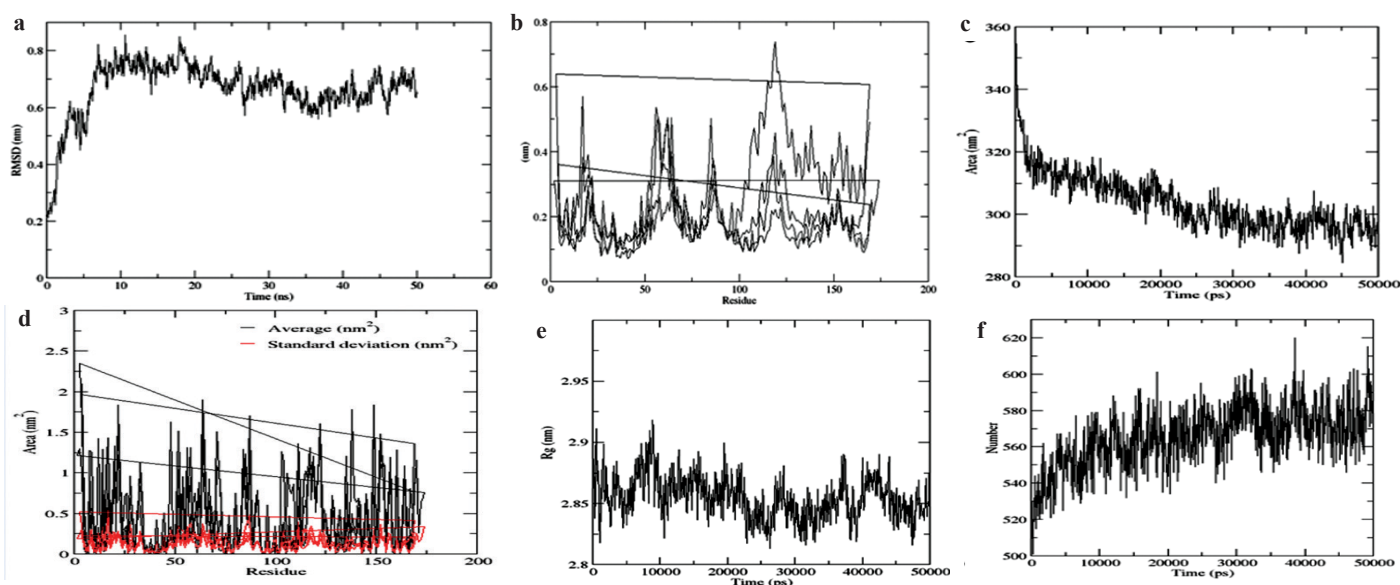 a
0.8
0.6
0.4
0.2
0
RMSD (nm)
0 10 20 30 40 50 60
Time (ns)
b
0.8
0.6
0.4
0.2
0
(nm)
0 50 100 150 200
Residue
c
360
340
320
300
280
Area (nm²)
0 10000 20000 30000 40000 50000
Time (ps)
d
3
2.5
2
1.5
1
0.5
0
Area (nm²)
Average (nm²)
Standard deviation (nm²)
0 50 100 150 200
Residue
e
2.95
2.9
2.85
2.8
Rg (nm)
0 10000 20000 30000 40000 50000
Time (ps)
f
620
600
580
560
540
520
500
Number
0 10000 20000 30000 40000 50000
Time (ps)